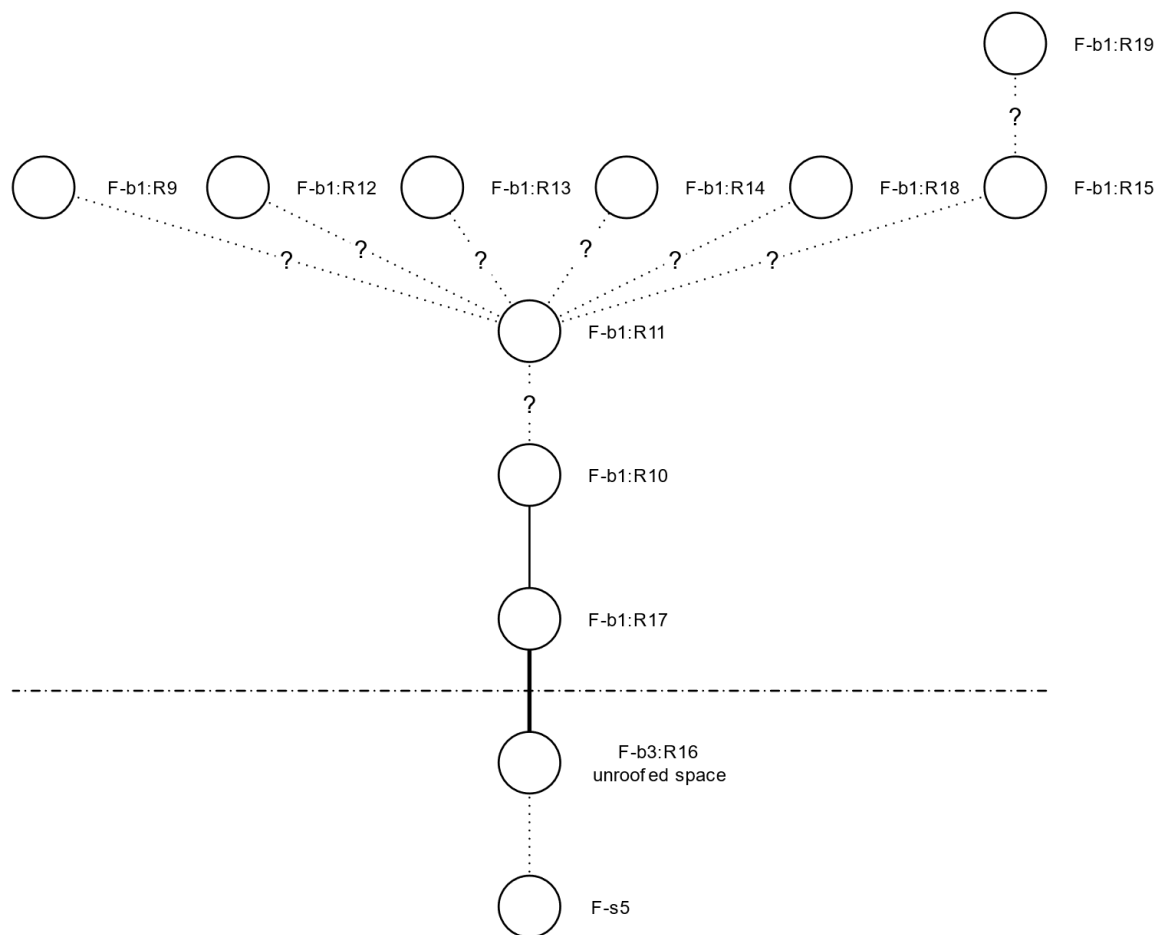 F-b1:R19
?
F-b1:R9
F-b1:R12
F-b1:R13
F-b1:R14
F-b1:R18
F-b1:R15
?
?
?
?
?
?
F-b1:R11
?
F-b1:R10
F-b1:R17
F-b3:R16
unroofed space
F-s5